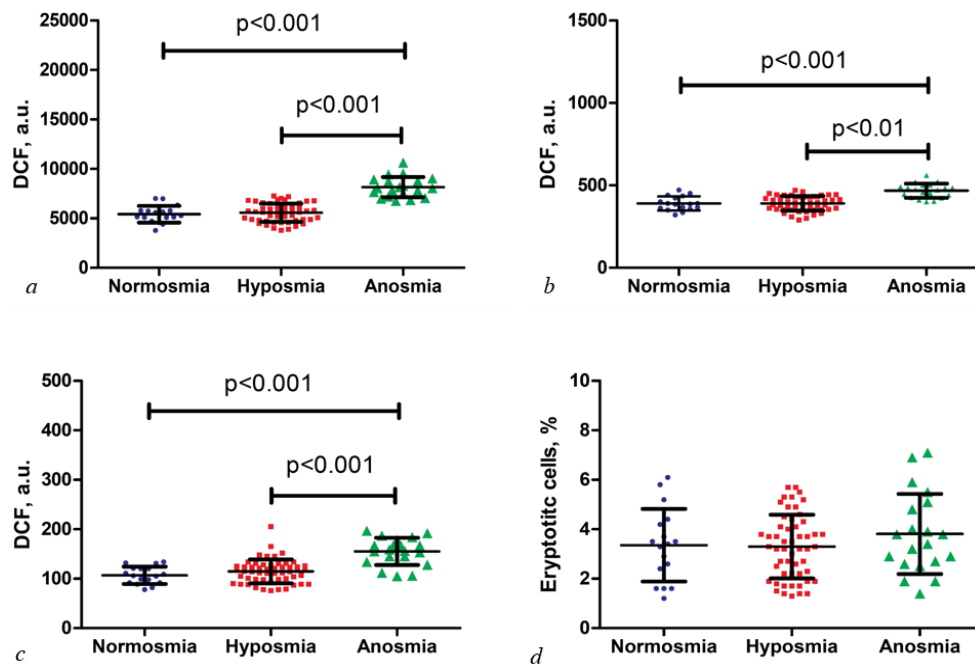 25000
20000
15000
10000
5000
0
DCF, a.u.
p<0.001
p<0.001
Normosmia Hyposmia Anosmia
a
1500
1000
500
0
DCF, a.u.
p<0.001
p<0.01
Normosmia Hyposmia Anosmia
b
500
400
300
200
100
0
DCF, a.u.
p<0.001
p<0.001
Normosmia Hyposmia Anosmia
c
10
8
6
4
2
0
Eryptotitc cells, %
Normosmia Hyposmia Anosmia
d